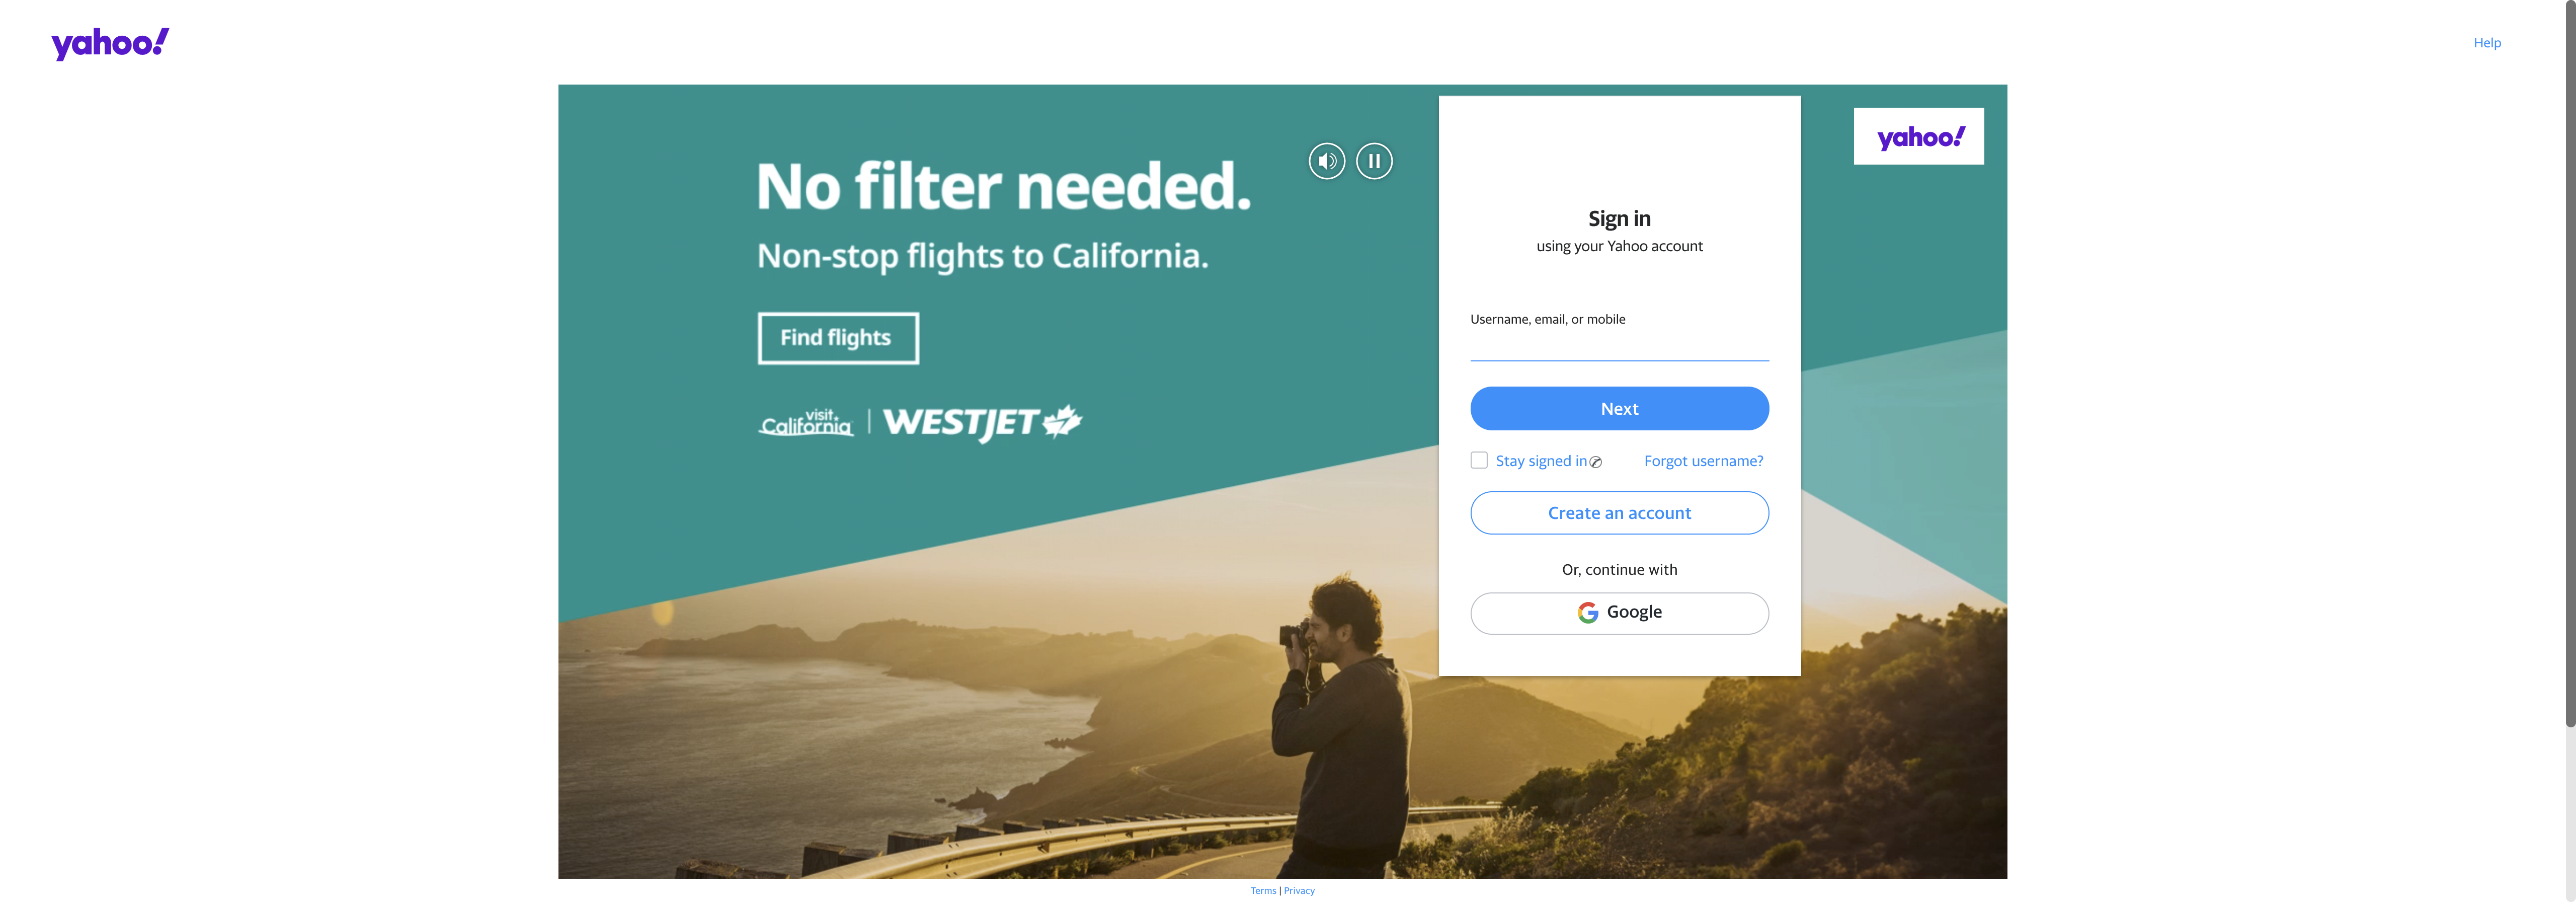 yahoo!
Help
No filter needed.
Non-stop flights to California.
Find flights
visit California | WESTJET
yahoo!
Sign in
using your Yahoo account
Username, email, or mobile
Next
Stay signed in
Forgot username?
Create an account
Or, continue with
Google
Terms | Privacy